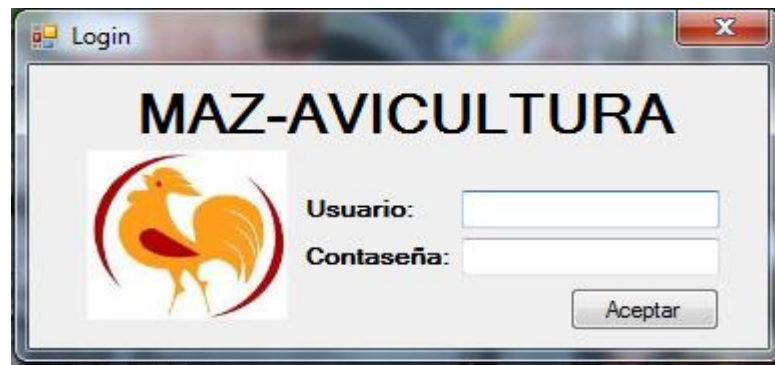 Login
MAZ-AVICULTURA
Usuario:
Contaseña:
Aceptar